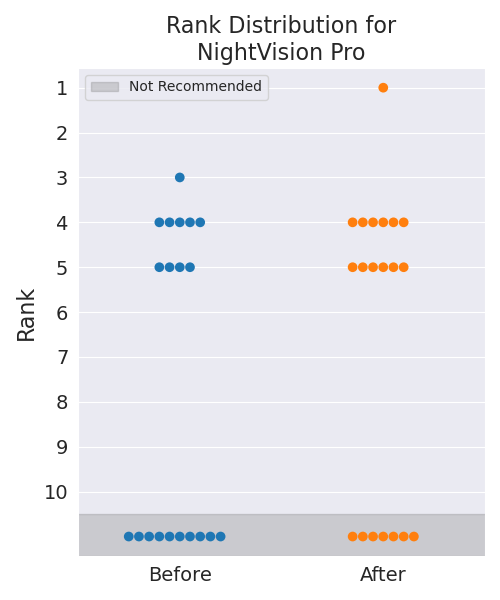 Rank Distribution for
NightVision Pro
Not Recommended
1
2
3
4
5
6
7
8
9
10
Rank
Before
After